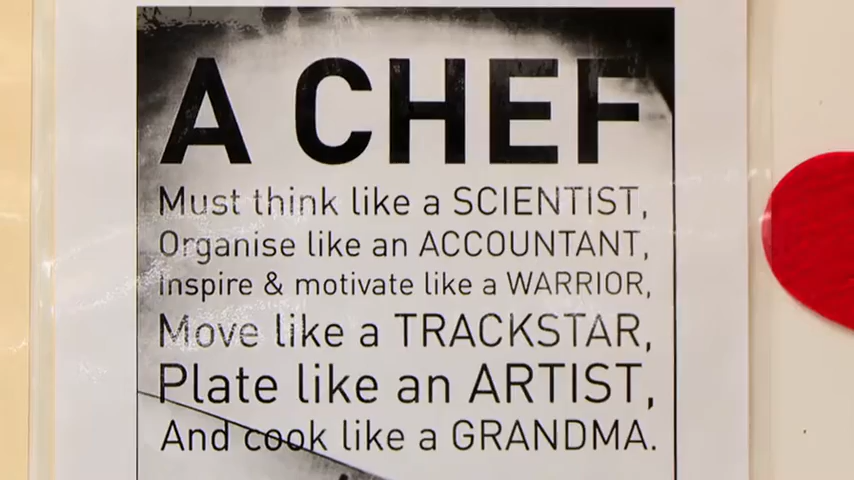 A CHEF
Must think like a SCIENTIST,
Organise like an ACCOUNTANT,
Inspire & motivate like a WARRIOR,
Move like a TRACKSTAR,
Plate like an ARTIST,
And cook like a GRANDMA.